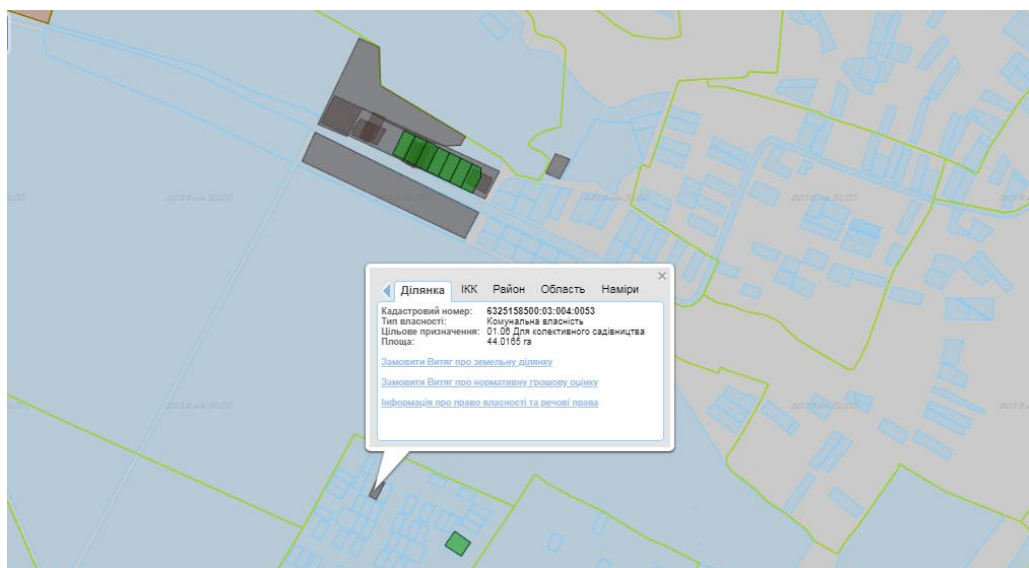 Ділянка ІКК Район Область Наміри
Кадастровий номер: 6325158500:03:004:0053
Тип власності: Комунальна власність
Цільове призначення: 01.06 Для колективного садівництва
Площа: 44.0165 га
Замовити Витяг про земельну ділянку
Замовити Витяг про нормативну грошову оцінку
Інформація про право власності та речові права